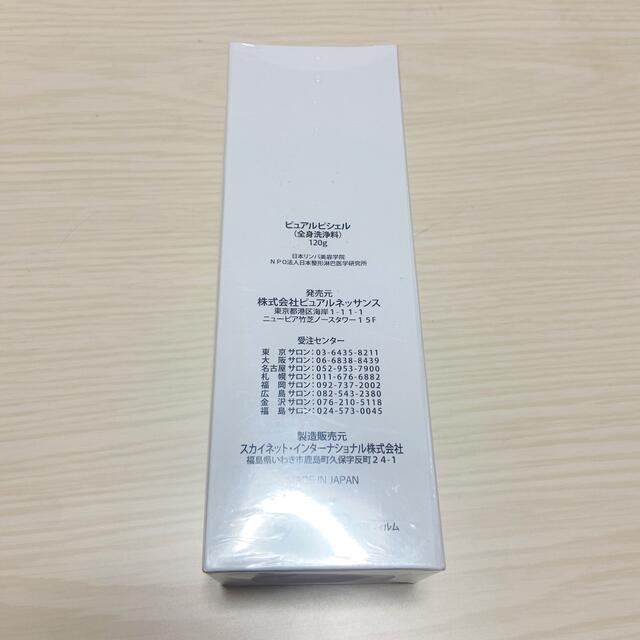 ピュアルピシェル
(全身洗浄料)
120g
日本リンパ美容学院
NPO法人日本整形淋巴医学研究所
発売元
株式会社ピュアルネッサンス
東京都港区海岸1-11-1
ニューピア竹芝ノースタワー15F
受注センター
東 京サロン:03-6435-8211
大 阪サロン:06-6838-8439
名古屋サロン:052-953-7900
札 幌サロン:011-676-6882
福 岡サロン:092-737-2002
広 島サロン:082-543-2380
金 沢サロン:076-210-5118
福 島サロン:024-573-0045
製造販売元
スカイネット・インターナショナル株式会社
福島県いわき市鹿島町久保字反町24-1
MADE IN JAPAN
フィルム